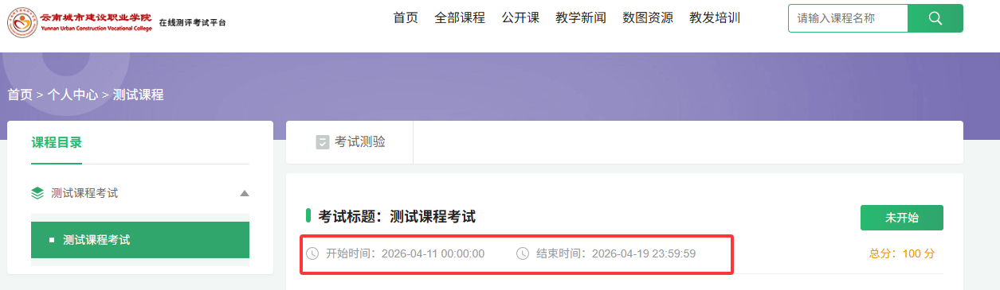 云南城市建设职业学院
Yunnan Urban Construction Vocational College
在线测评考试平台
首页 全部课程 公开课 教学新闻 数图资源 教发培训
请输入课程名称
首页 > 个人中心 > 测试课程
课程目录
测试课程考试
测试课程考试
考试测验
考试标题：测试课程考试
未开始
开始时间：2026-04-11 00:00:00 结束时间：2026-04-19 23:59:59
总分：100 分